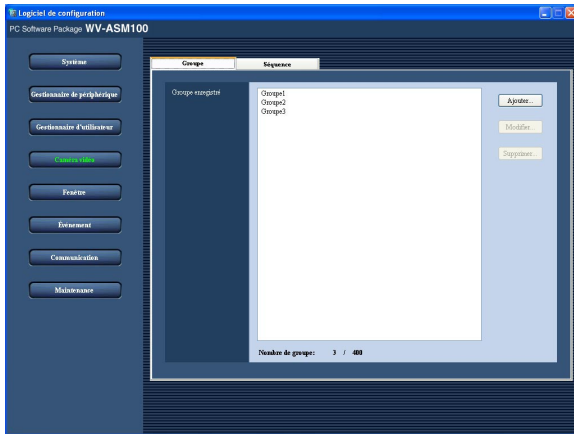 Logiciel de configuration
PC Software Package WV-ASM100
Système
Gestionnaire de périphérique
Gestionnaire d'utilisateur
Caméra vidéo
Fenêtre
Évènement
Communication
Maintenance
Groupe
Séquence
Groupe enregistré
Groupe1
Groupe2
Groupe3
Ajouter...
Modifier...
Supprimer...
Nombre de groupe: 3 / 400